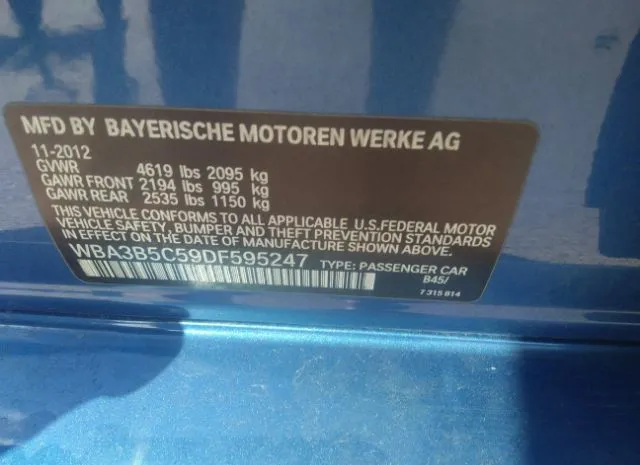 MFD BY BAYERISCHE MOTOREN WERKE AG
11-2012
GVWR 4619 lbs 2095 kg
GAWR FRONT 2194 lbs 995 kg
GAWR REAR 2535 lbs 1150 kg
THIS VEHICLE CONFORMS TO ALL APPLICABLE U.S.FEDERAL MOTOR
VEHICLE SAFETY, BUMPER AND THEFT PREVENTION STANDARDS
IN EFFECT ON THE DATE OF MANUFACTURE SHOWN ABOVE.
WBA3B5C59DF595247 TYPE: PASSENGER CAR
B45/
7 315 814